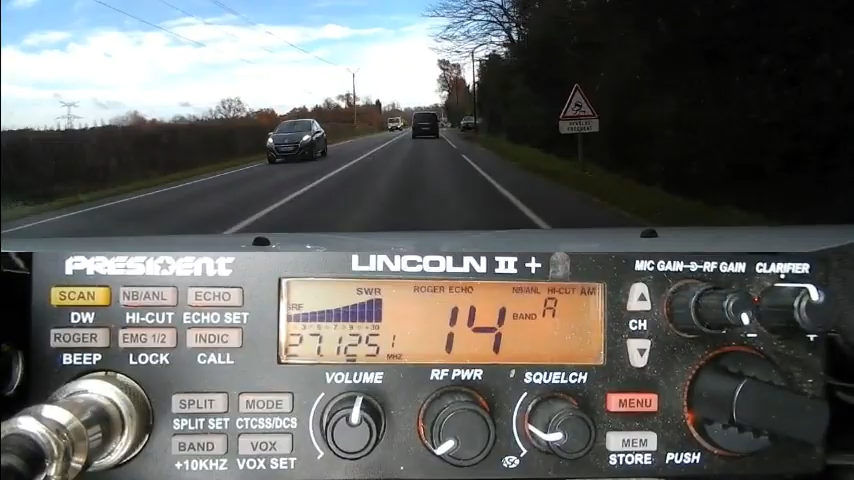 PRESIDENT
LINCOLN II +
MIC GAIN RF GAIN
CLARIFIER
SCAN
NB/ANL
ECHO
DW
HI-CUT
ECHO SET
ROGER
EMG 1/2
INDIC
BEEP
LOCK
CALL
SWR
ROGER ECHO
NB/ANL HI-CUT AM
14
BAND A
27.125
MHZ
CH
VOLUME
RF PWR
SQUELCH
SPLIT
MODE
SPLIT SET
CTCSS/DCS
BAND
VOX
+10KHZ
VOX SET
MENU
MEM
STORE
PUSH
ASC